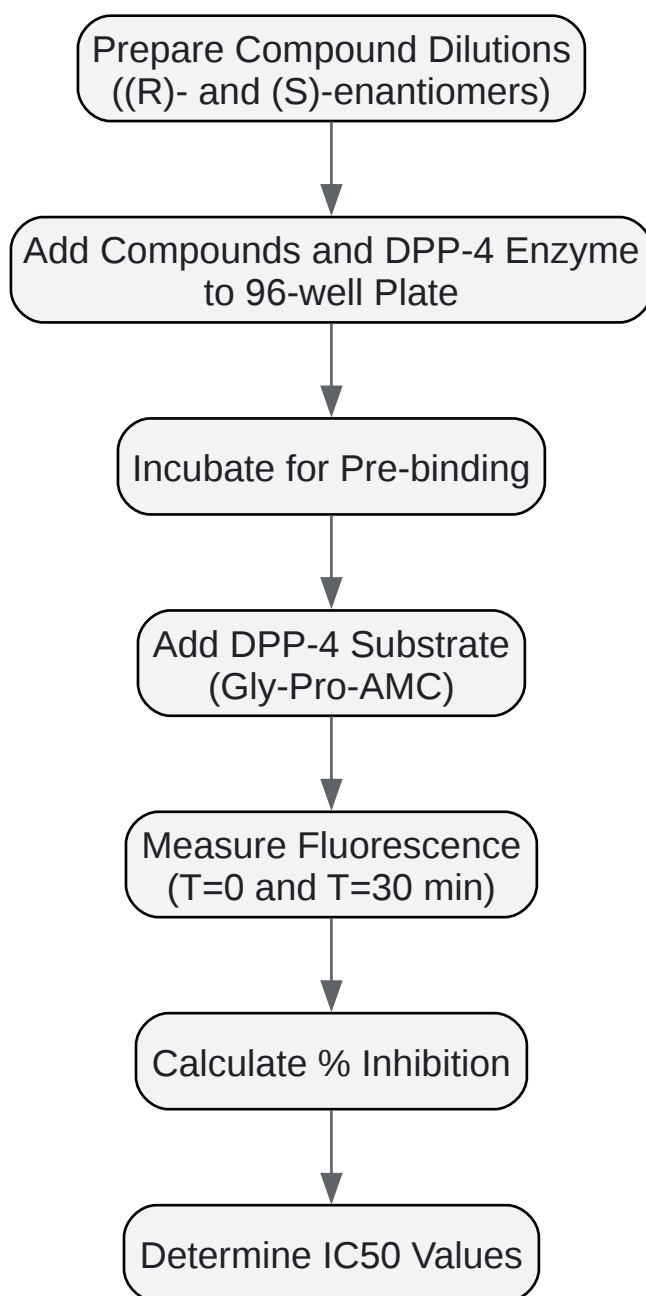 Prepare Compound Dilutions
((R)- and (S)-enantiomers)
Add Compounds and DPP-4 Enzyme
to 96-well Plate
Incubate for Pre-binding
Add DPP-4 Substrate
(Gly-Pro-AMC)
Measure Fluorescence
(T=0 and T=30 min)
Calculate % Inhibition
Determine IC50 Values